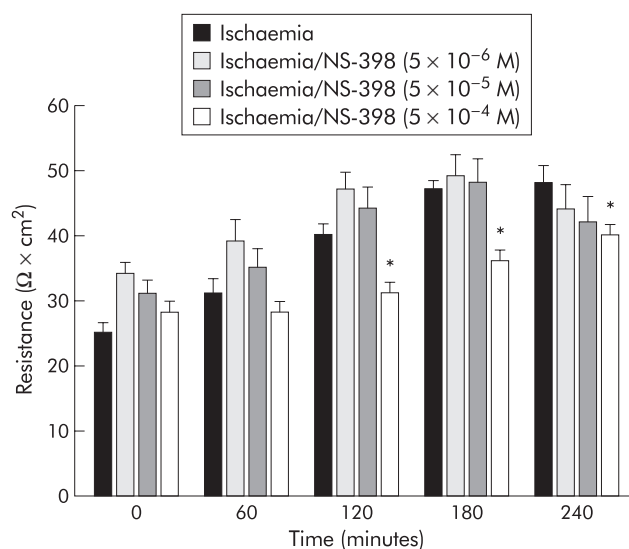 Ischaemia
Ischaemia/NS-398 (5 × 10⁻⁶ M)
Ischaemia/NS-398 (5 × 10⁻⁵ M)
Ischaemia/NS-398 (5 × 10⁻⁴ M)
60
50
40
30
20
10
0
Resistance (Ω × cm²)
*
*
*
0 60 120 180 240
Time (minutes)